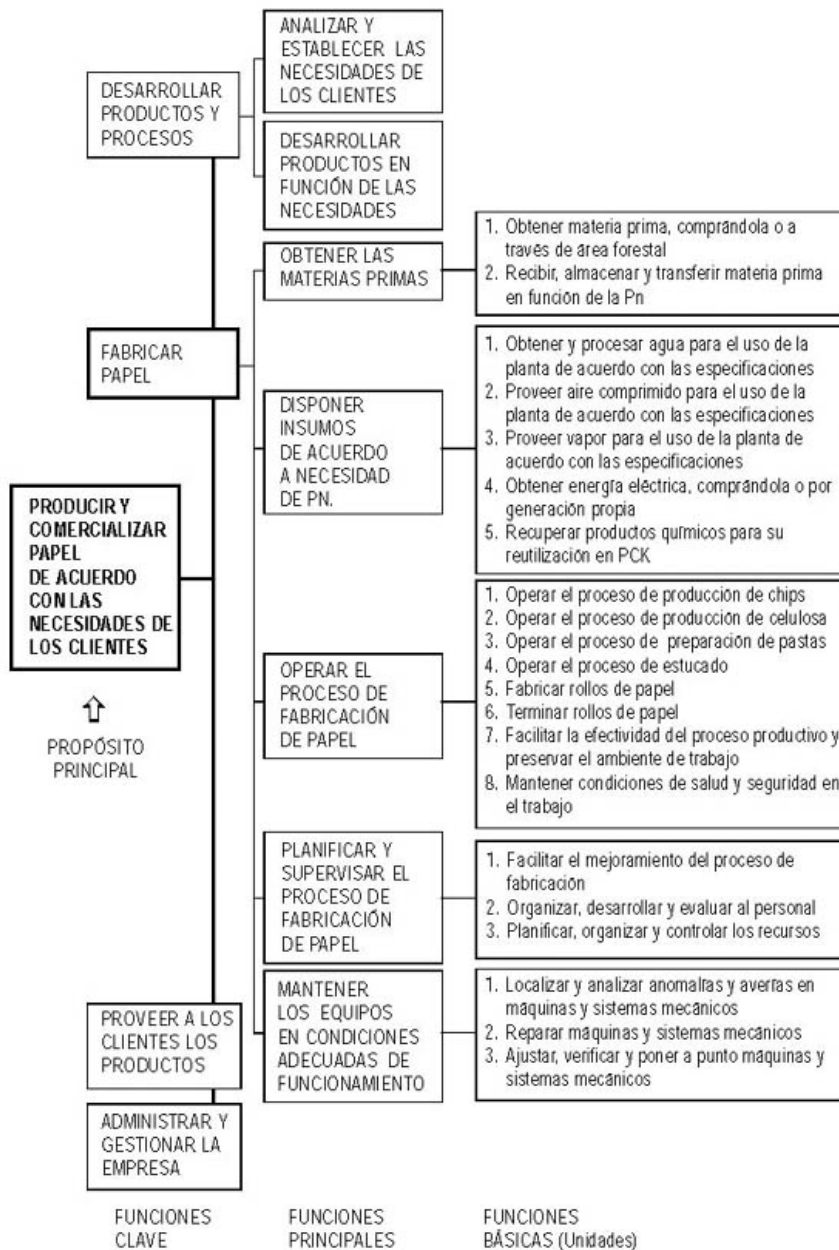 DESARROLLAR
PRODUCTOS Y
PROCESOS
ANALIZAR Y
ESTABLECER LAS
NECESIDADES DE
LOS CLIENTES
DESARROLLAR
PRODUCTOS EN
FUNCIÓN DE LAS
NECESIDADES
FABRICAR
PAPEL
OBTENER LAS
MATERIAS PRIMAS
1. Obtener materia prima, comprándola o a
través de área forestal
2. Recibir, almacenar y transferir materia prima
en función de la Pn
DISPONER
INSUMOS
DE ACUERDO
A NECESIDAD
DE PN.
1. Obtener y procesar agua para el uso de la
planta de acuerdo con las especificaciones
2. Proveer aire comprimido para el uso de la
planta de acuerdo con las especificaciones
3. Proveer vapor para el uso de la planta de
acuerdo con las especificaciones
4. Obtener energía eléctrica, comprándola o por
generación propia
5. Recuperar productos químicos para su
reutilización en PCK
PRODUCIR Y
COMERCIALIZAR
PAPEL
DE ACUERDO
CON LAS
NECESIDADES DE
LOS CLIENTES
PROPÓSITO
PRINCIPAL
OPERAR EL
PROCESO DE
FABRICACIÓN
DE PAPEL
1. Operar el proceso de producción de chips
2. Operar el proceso de producción de celulosa
3. Operar el proceso de preparación de pastas
4. Operar el proceso de estucado
5. Fabricar rollos de papel
6. Terminar rollos de papel
7. Facilitar la efectividad del proceso productivo y
preservar el ambiente de trabajo
8. Mantener condiciones de salud y seguridad en
el trabajo
PLANIFICAR Y
SUPERVISAR EL
PROCESO DE
FABRICACIÓN
DE PAPEL
1. Facilitar el mejoramiento del proceso de
fabricación
2. Organizar, desarrollar y evaluar al personal
3. Planificar, organizar y controlar los recursos
PROVEER A LOS
CLIENTES LOS
PRODUCTOS
MANTENER
LOS EQUIPOS
EN CONDICIONES
ADECUADAS DE
FUNCIONAMIENTO
1. Localizar y analizar anomalías y averías en
máquinas y sistemas mecánicos
2. Reparar máquinas y sistemas mecánicos
3. Ajustar, verificar y poner a punto máquinas y
sistemas mecánicos
ADMINISTRAR Y
GESTIONAR LA
EMPRESA
FUNCIONES
CLAVE
FUNCIONES
PRINCIPALES
FUNCIONES
BÁSICAS (Unidades)